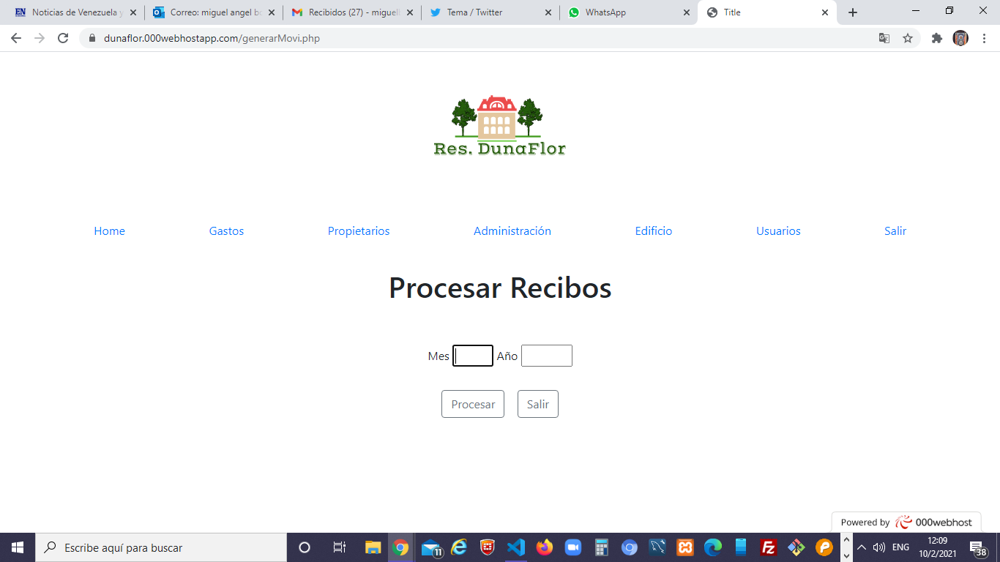 EN Noticias de Venezuela y
Correo: miguel angel bo
Recibidos (27) - miguell
Tema / Twitter
WhatsApp
Title
dunaflor.000webhostapp.com/generarMovi.php
Res. DunaFlor
Home Gastos Propietarios Administración Edificio Usuarios Salir
Procesar Recibos
Mes Año
Procesar Salir
Powered by 000webhost
Escribe aquí para buscar
11
ENG
12:09
10/2/2021
38